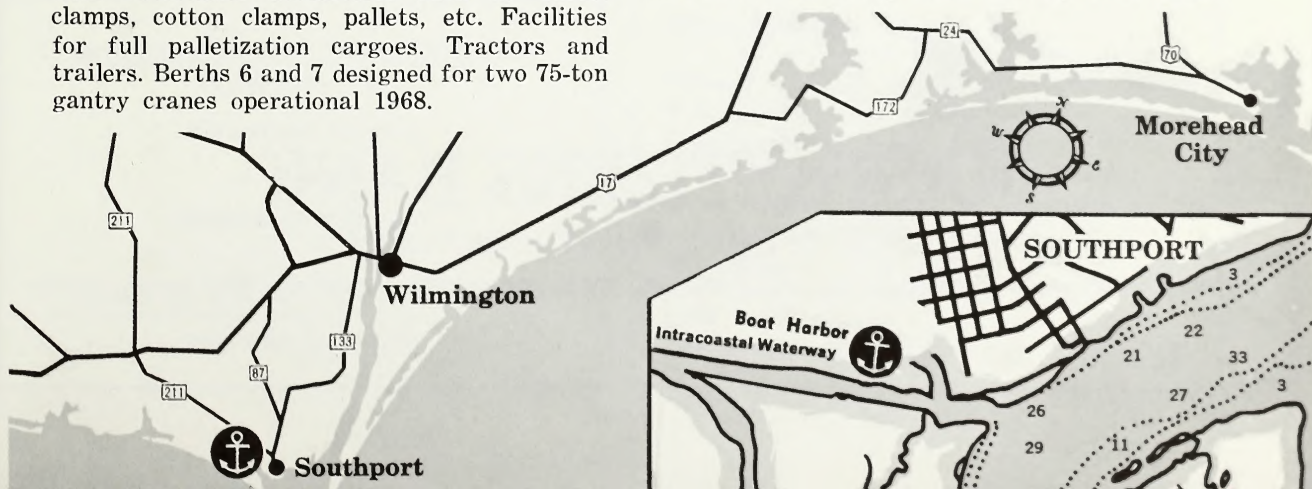 clamps, cotton clamps, pallets, etc. Facilities
for full palletization cargoes. Tractors and
trailers. Berths 6 and 7 designed for two 75-ton
gantry cranes operational 1968.
24
70
172
N
W
E
S
Morehead
City
17
211
Wilmington
133
87
211
Southport
SOUTHPORT
Boat Harbor
Intracoastal Waterway
3
22
21
33
27
3
26
29
11